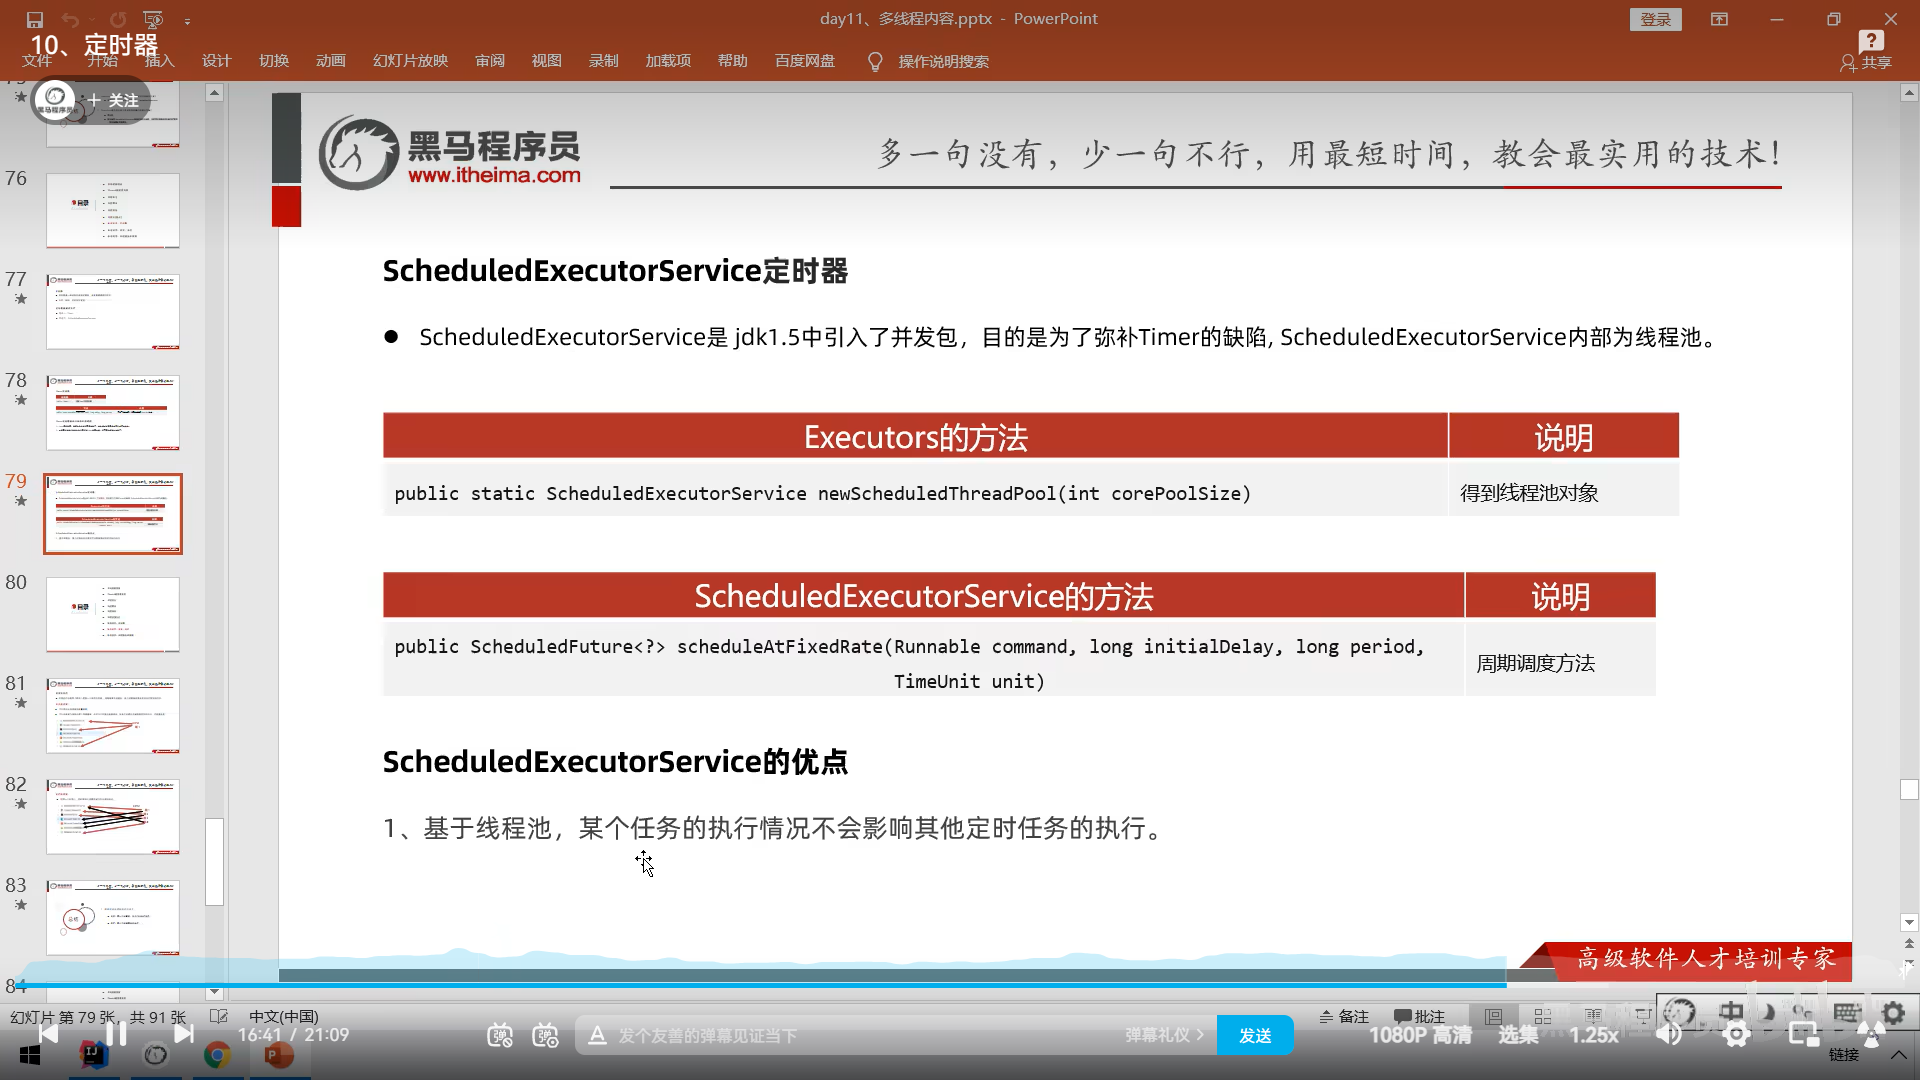 day11、多线程内容.pptx - PowerPoint
登录
10、定时器
文件 开始 插入 设计 切换 动画 幻灯片放映 审阅 视图 录制 加载项 帮助 百度网盘 操作说明搜索
共享
黑马程序员
+ 关注
黑马程序员
www.itheima.com
多一句没有，少一句不行，用最短时间，教会最实用的技术！
76
77
78
79
80
81
82
83
84
ScheduledExecutorService定时器
● ScheduledExecutorService是 jdk1.5中引入了并发包，目的是为了弥补Timer的缺陷, ScheduledExecutorService内部为线程池。
Executors的方法 说明
public static ScheduledExecutorService newScheduledThreadPool(int corePoolSize) 得到线程池对象
ScheduledExecutorService的方法 说明
public ScheduledFuture<?> scheduleAtFixedRate(Runnable command, long initialDelay, long period,
TimeUnit unit)
周期调度方法
ScheduledExecutorService的优点
1、基于线程池，某个任务的执行情况不会影响其他定时任务的执行。
高级软件人才培训专家
幻灯片 第 79 张，共 91 张 中文(中国)
备注 批注
16:41 / 21:09
弹 弹
发个友善的弹幕见证当下
弹幕礼仪 >
发送
1080P 高清 选集 1.25x
中
链接